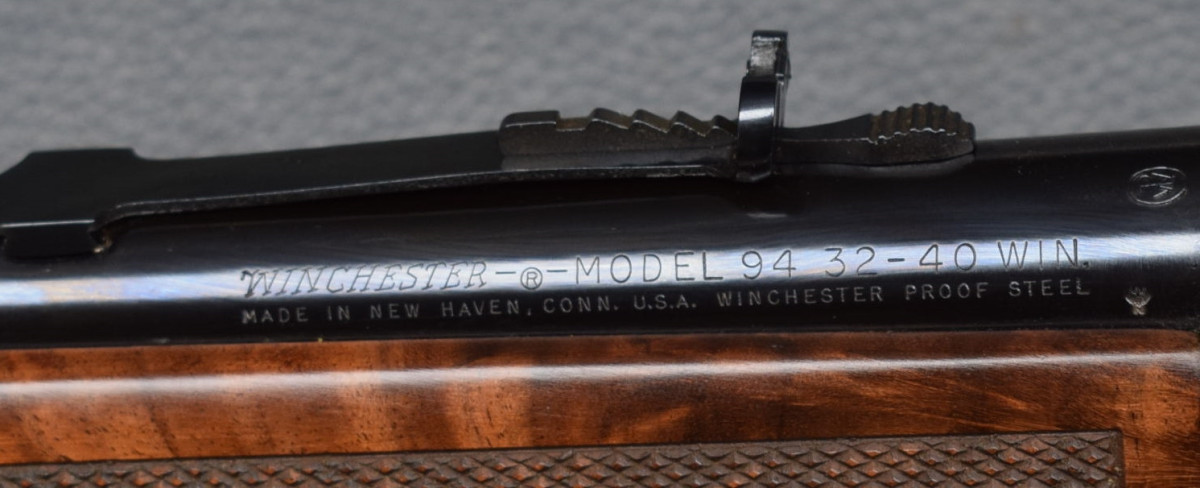 WINCHESTER-®-MODEL 94 32-40 WIN.
MADE IN NEW HAVEN, CONN. U.S.A. WINCHESTER PROOF STEEL